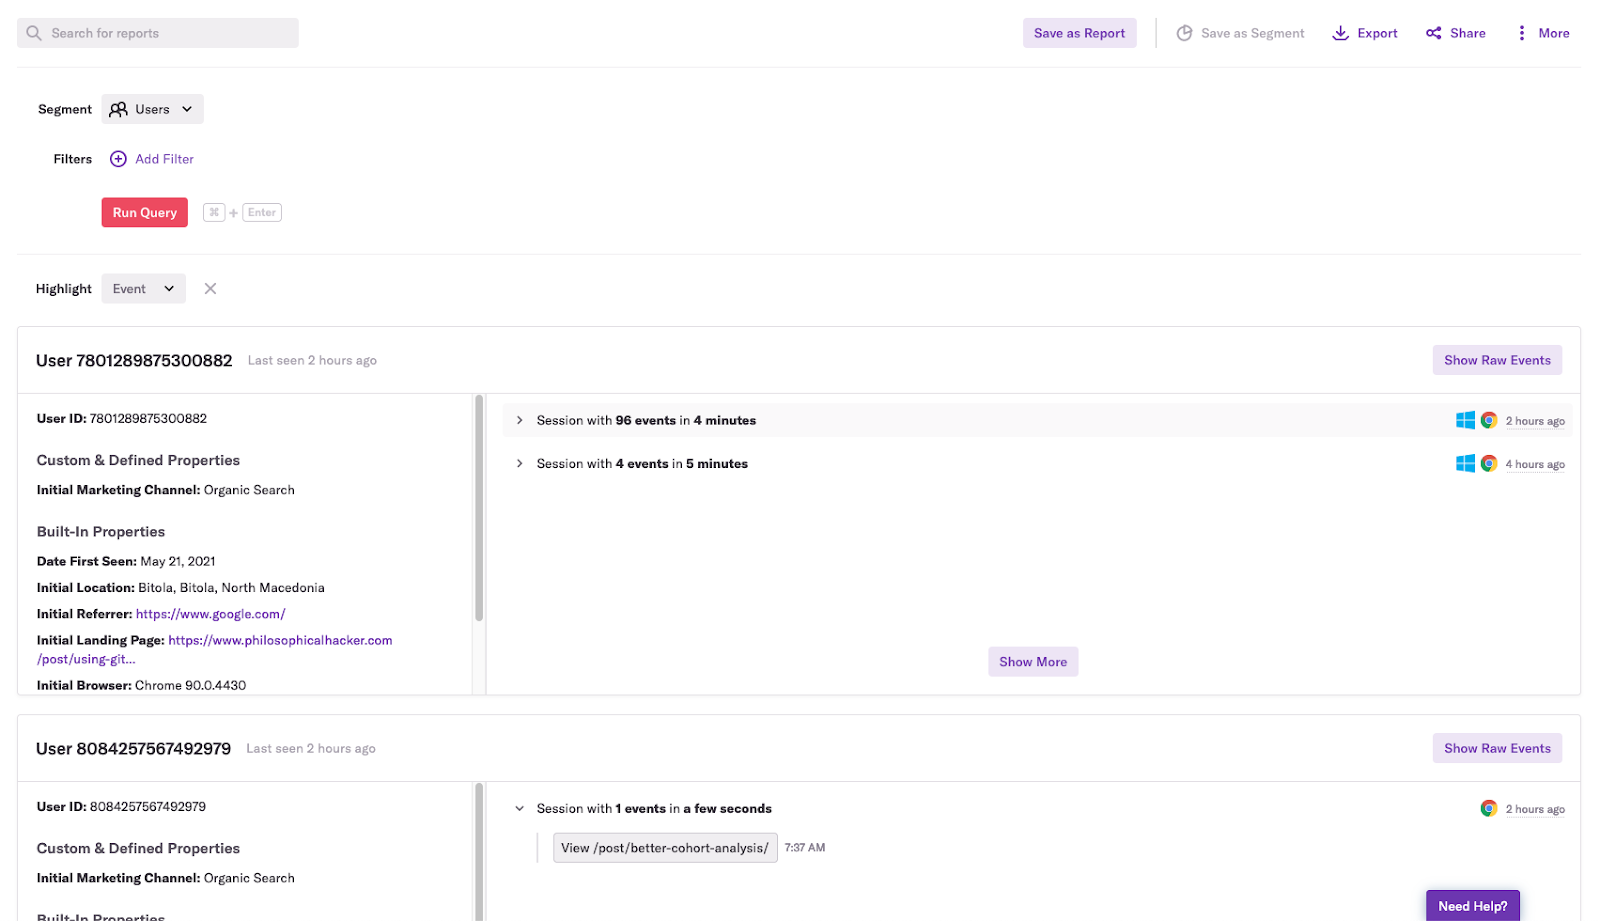 Search for reports
Save as Report
Save as Segment
Export
Share
More
Segment
Users
Filters
Add Filter
Run Query
⌘ + Enter
Highlight
Event
User 7801289875300882
Last seen 2 hours ago
Show Raw Events
User ID: 7801289875300882
Custom & Defined Properties
Initial Marketing Channel: Organic Search
Built-In Properties
Date First Seen: May 21, 2021
Initial Location: Bitola, Bitola, North Macedonia
Initial Referrer: https://www.google.com/
Initial Landing Page: https://www.philosophicalhacker.com
/post/using-git...
Initial Browser: Chrome 90.0.4430
Session with 96 events in 4 minutes
2 hours ago
Session with 4 events in 5 minutes
4 hours ago
Show More
User 8084257567492979
Last seen 2 hours ago
Show Raw Events
User ID: 8084257567492979
Custom & Defined Properties
Initial Marketing Channel: Organic Search
Built-In Properties
Session with 1 events in a few seconds
2 hours ago
View /post/better-cohort-analysis/
7:37 AM
Need Help?